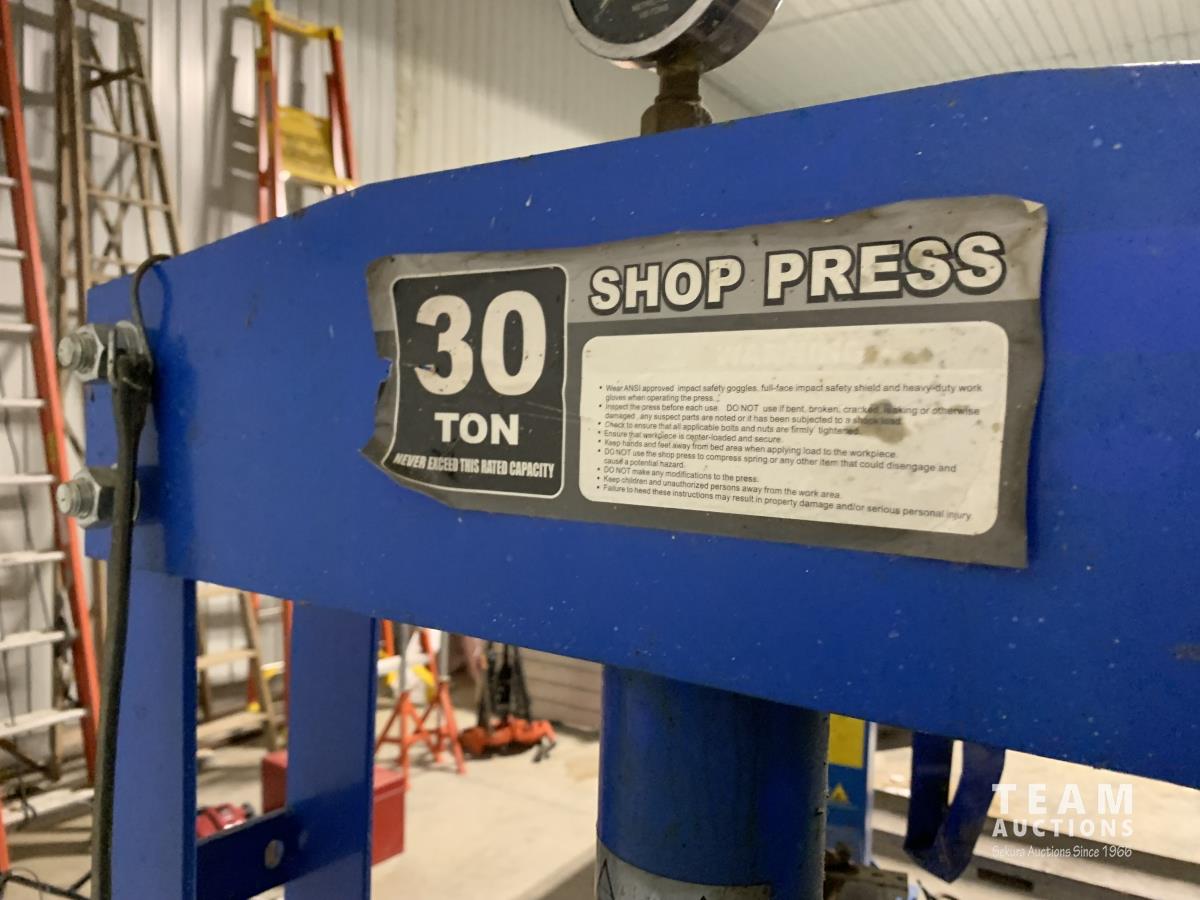 30
TON
NEVER EXCEED THIS RATED CAPACITY
SHOP PRESS
WARNING
• Wear ANSI approved impact safety goggles, full-face impact safety shield and heavy-duty work
gloves when operating the press.
• Inspect the press before each use. DO NOT use if bent, broken, cracked, leaking or otherwise
damaged, any suspect parts are noted or it has been subjected to a shock load.
• Check to ensure that all applicable bolts and nuts are firmly tightened.
• Ensure that workpiece is center-loaded and secure.
• Keep hands and feet away from bed area when applying load to the workpiece.
• DO NOT use the shop press to compress spring or any other item that could disengage and
cause a potential hazard.
• DO NOT make any modifications to the press.
• Keep children and unauthorized persons away from the work area.
• Failure to heed these instructions may result in property damage and/or serious personal injury.
TEAM
AUCTIONS
Sekura Auctions Since 1966